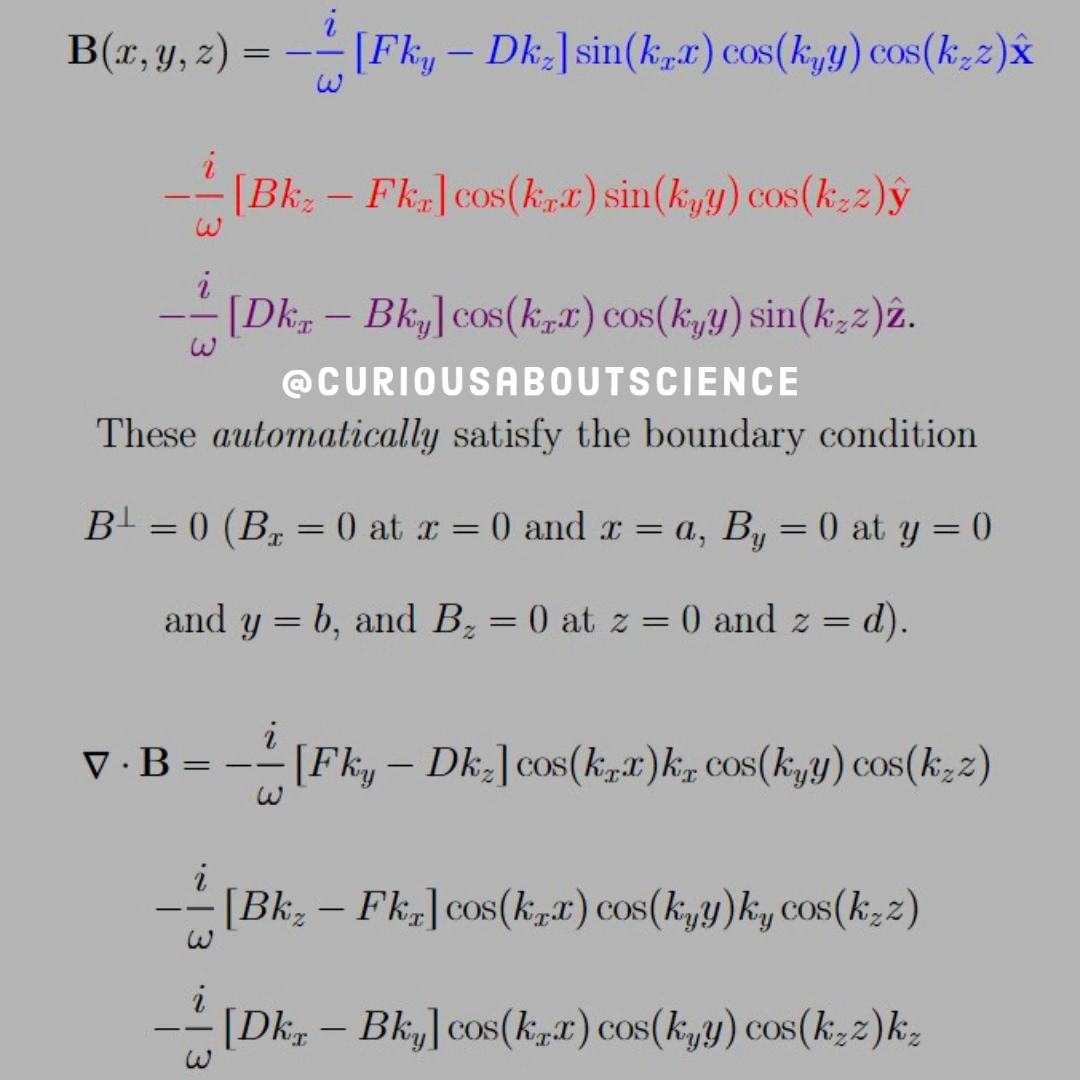 B(x, y, z) = −i/ω [Fk_y − Dk_z] sin(k_x x) cos(k_y y) cos(k_z z)x̂
−i/ω [Bk_z − Fk_x] cos(k_x x) sin(k_y y) cos(k_z z)ŷ
−i/ω [Dk_x − Bk_y] cos(k_x x) cos(k_y y) sin(k_z z)ẑ.
@CURIOUSABOUTSCIENCE
These automatically satisfy the boundary condition
B^⊥ = 0 (B_x = 0 at x = 0 and x = a, B_y = 0 at y = 0
and y = b, and B_z = 0 at z = 0 and z = d).
∇ · B = −i/ω [Fk_y − Dk_z] cos(k_x x)k_x cos(k_y y) cos(k_z z)
−i/ω [Bk_z − Fk_x] cos(k_x x) cos(k_y y)k_y cos(k_z z)
−i/ω [Dk_x − Bk_y] cos(k_x x) cos(k_y y) cos(k_z z)k_z